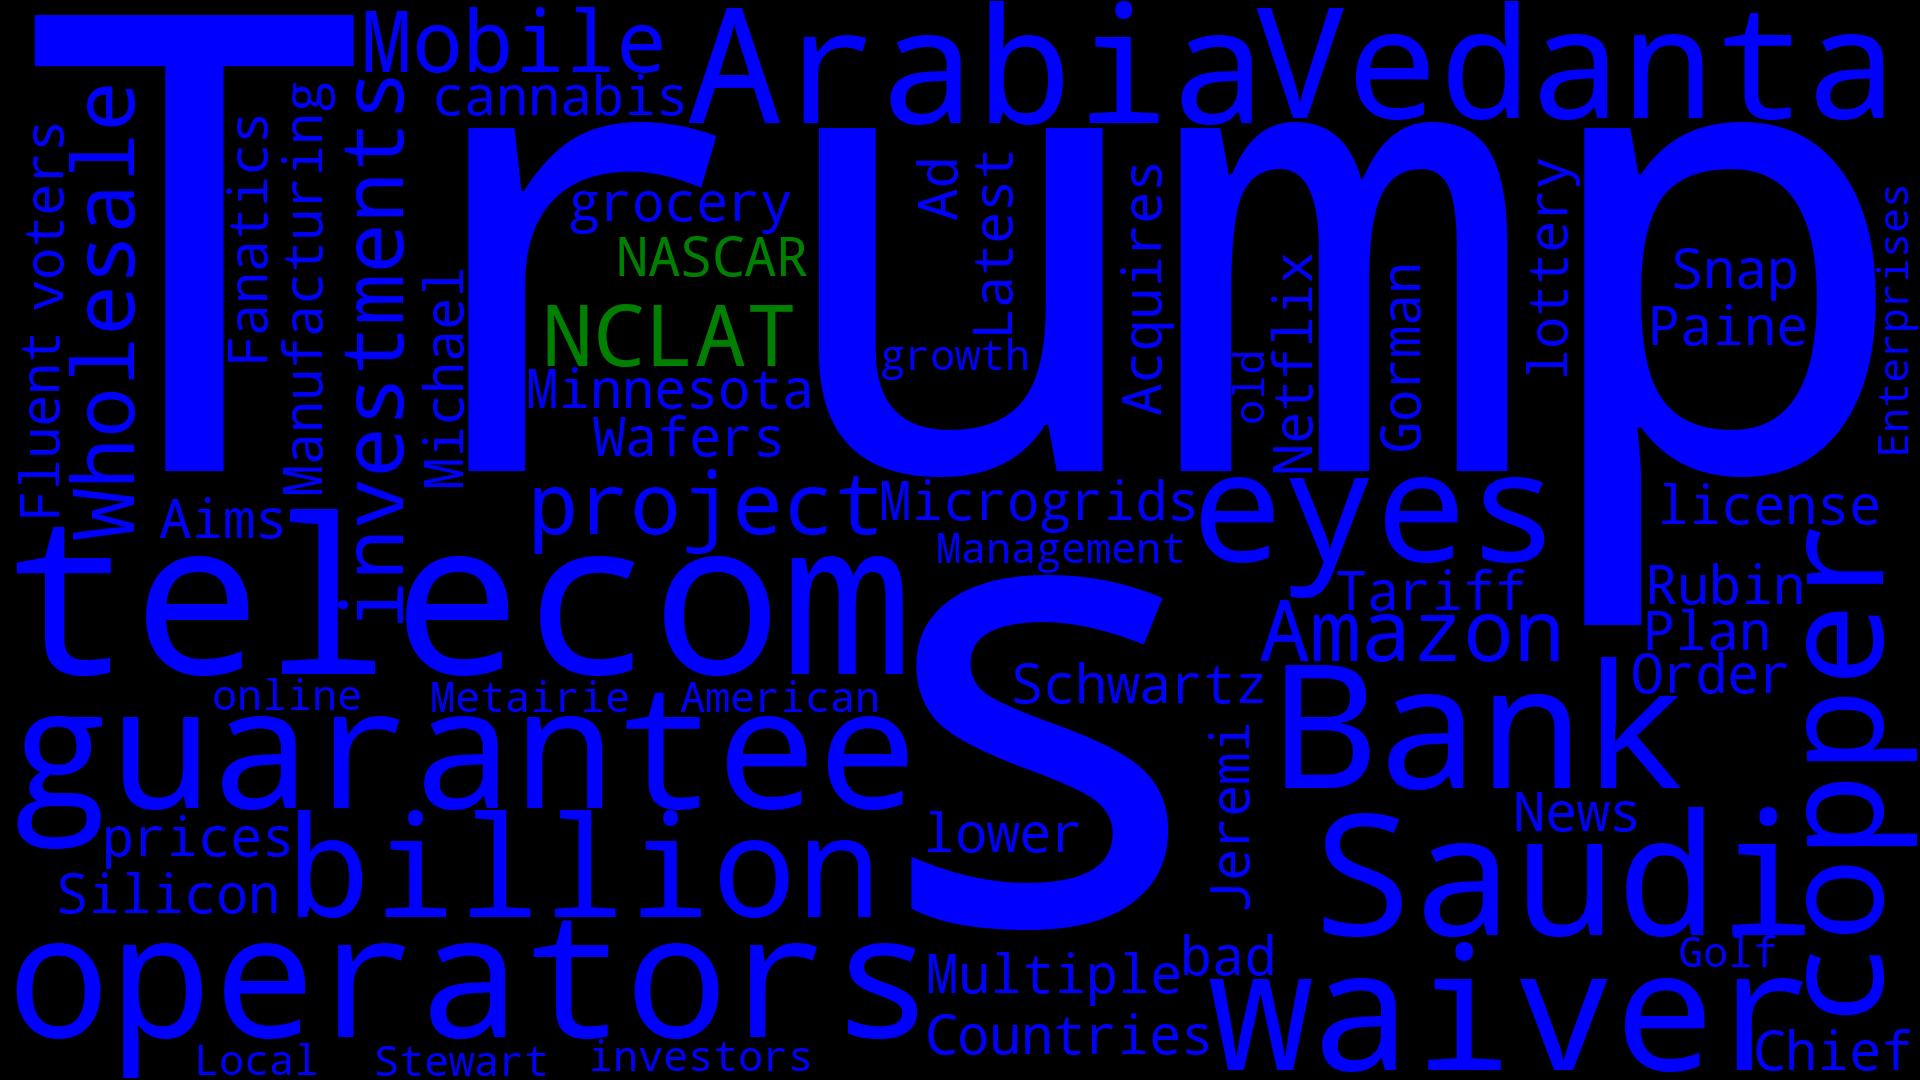 Trump
Mobile
Arabia
Vedanta
cannabis
Wholesale
Fluent
voters
Fanatics
Manufacturing
investments
Michael
grocery
NASCAR
NCLAT
Minnesota
Wafers
Ad
Latest
growth
Acquires
old
Netflix
Gorman
lottery
Snap
Paine
Enterprises
Aims
project
Microgrids
Management
eyes
license
telecom
s
Tariff
Amazon
Rubin
Plan
Order
copper
online
Metairie
American
Schwartz
Bank
guarantee
Jeremi
News
prices
billion
lower
Saudi
Silicon
operators
Multiple
bad
Golf
Countries
Waiver
Chief
Local
Stewart
investors